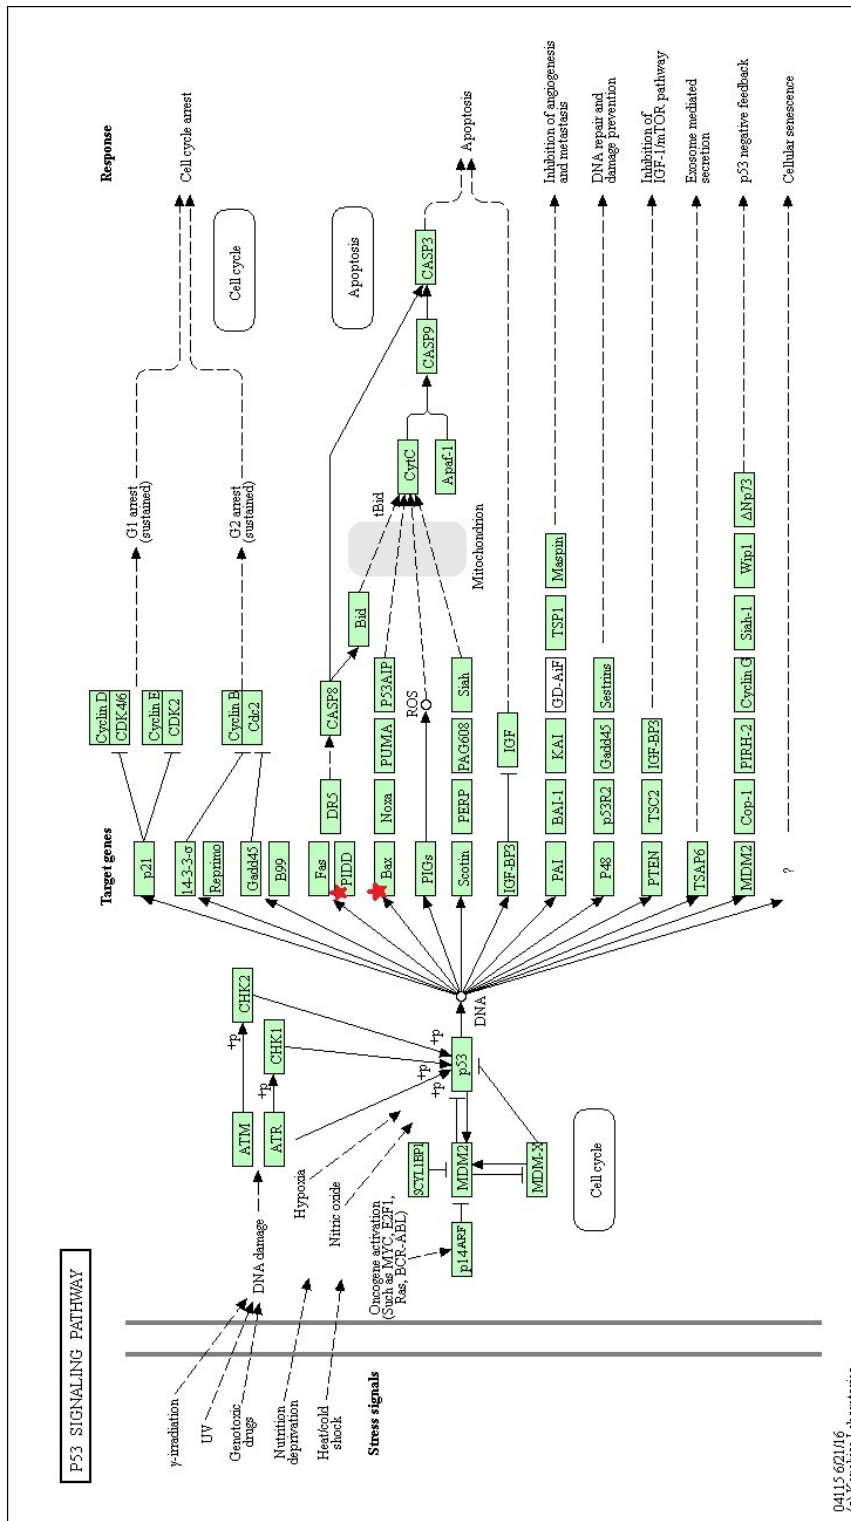 P53 SIGNALING PATHWAY
γ-irradiation
UV
Genotoxic
drugs
Nutrition
deprivation
Heat/cold
shock
Stress signals
DNA damage
Hypoxia
Nitric oxide
Oncogene activation
(Such as MYC, E2F1,
Ras, BCR-ABL)
p14ARF
ATM
ATR
+p
+p
CHK2
CHK1
SCYL1BP1
MDM2
MDM-X
Cell cycle
+p
+p
+p
p53
DNA
Target genes
p21
14-3-3-σ
Reprimo
Gadd45
B99
Fas
PIDD
Bax
PIGs
Scotin
IGF-BP3
PAI
P48
PTEN
TSAP6
MDM2
?
Cyclin D
CDK4/6
Cyclin E
CDK2
Cyclin B
Cdc2
DR5
CASP8
Bid
tBid
Noxa
PUMA
P53AIP
ROS
PERP
PAG608
Siah
Mitochondrion
IGF
BAI-1
KAI
GD-AiF
TSP1
Maspin
p53R2
Gadd45
Sestrins
TSC2
IGF-BP3
Cop-1
PIRH-2
Cyclin G
Siah-1
Wip1
ΔNp73
CytC
Apaf-1
CASP9
CASP3
G1 arrest
(sustained)
G2 arrest
(sustained)
Cell cycle
Apoptosis
Response
Cell cycle arrest
Apoptosis
Inhibition of angiogenesis
and metastasis
DNA repair and
damage prevention
Inhibition of
IGF-1/mTOR pathway
Exosome mediated
secretion
p53 negative feedback
Cellular senescence
04115 6/21/16